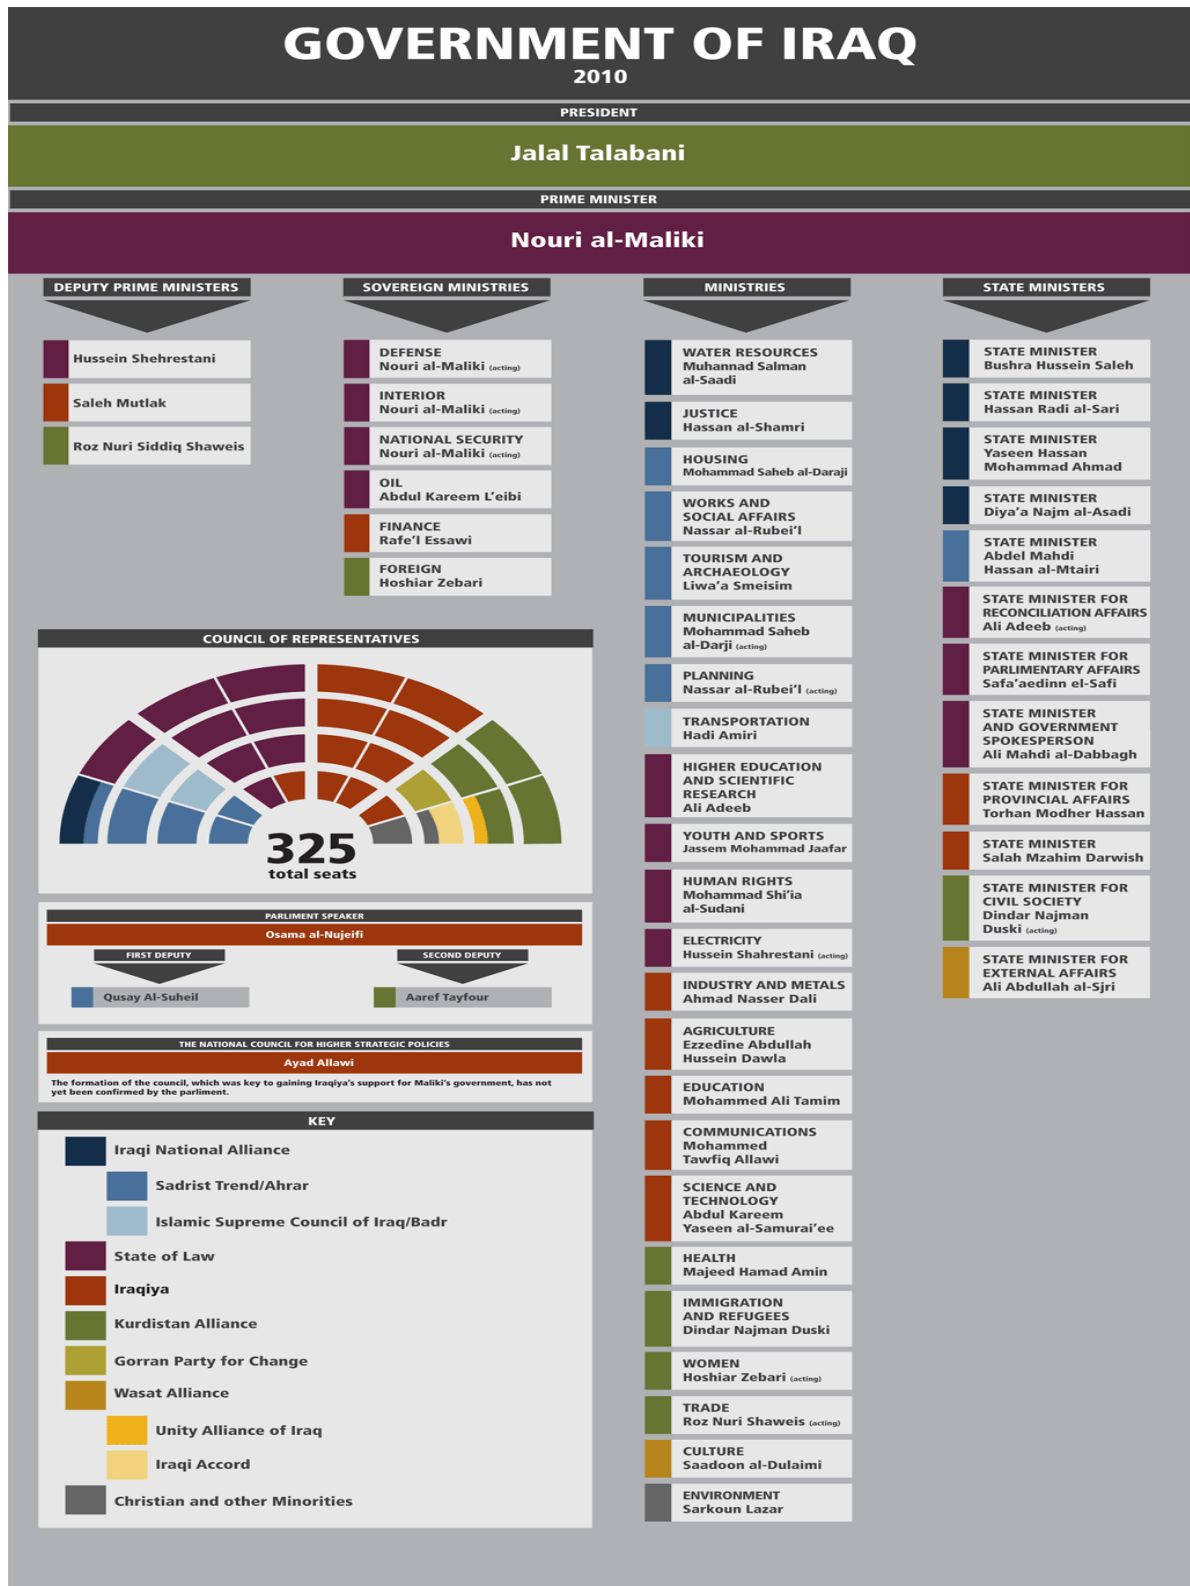 GOVERNMENT OF IRAQ
2010
PRESIDENT
Jalal Talabani
PRIME MINISTER
Nouri al-Maliki
DEPUTY PRIME MINISTERS
Hussein Shehrestani
Saleh Mutlak
Roz Nuri Siddiq Shaweis
SOVEREIGN MINISTRIES
DEFENSE
Nouri al-Maliki (acting)
INTERIOR
Nouri al-Maliki (acting)
NATIONAL SECURITY
Nouri al-Maliki (acting)
OIL
Abdul Kareem L'eibi
FINANCE
Rafe'l Essawi
FOREIGN
Hoshiar Zebari
COUNCIL OF REPRESENTATIVES
325
total seats
PARLIMENT SPEAKER
Osama al-Nujeifi
FIRST DEPUTY
Qusay Al-Suheil
SECOND DEPUTY
Aaref Tayfour
THE NATIONAL COUNCIL FOR HIGHER STRATEGIC POLICIES
Ayad Allawi
The formation of the council, which was key to gaining Iraqiya's support for Maliki's government, has not
yet been confirmed by the parliment.
KEY
Iraqi National Alliance
Sadrist Trend/Ahrar
Islamic Supreme Council of Iraq/Badr
State of Law
Iraqiya
Kurdistan Alliance
Gorran Party for Change
Wasat Alliance
Unity Alliance of Iraq
Iraqi Accord
Christian and other Minorities
MINISTRIES
WATER RESOURCES
Muhannad Salman
al-Saadi
JUSTICE
Hassan al-Shamri
HOUSING
Mohammad Saheb al-Daraji
WORKS AND
SOCIAL AFFAIRS
Nassar al-Rubei'l
TOURISM AND
ARCHAEOLOGY
Liwa'a Smeisim
MUNICIPALITIES
Mohammad Saheb
al-Darji (acting)
PLANNING
Nassar al-Rubei'l (acting)
TRANSPORTATION
Hadi Amiri
HIGHER EDUCATION
AND SCIENTIFIC
RESEARCH
Ali Adeeb
YOUTH AND SPORTS
Jassem Mohammad Jaafar
HUMAN RIGHTS
Mohammad Shi'ia
al-Sudani
ELECTRICITY
Hussein Shahrestani (acting)
INDUSTRY AND METALS
Ahmad Nasser Dali
AGRICULTURE
Ezzedine Abdullah
Hussein Dawla
EDUCATION
Mohammed Ali Tamim
COMMUNICATIONS
Mohammed
Tawfiq Allawi
SCIENCE AND
TECHNOLOGY
Abdul Kareem
Yaseen al-Samurai'ee
HEALTH
Majeed Hamad Amin
IMMIGRATION
AND REFUGEES
Dindar Najman Duski
WOMEN
Hoshiar Zebari (acting)
TRADE
Roz Nuri Shaweis (acting)
CULTURE
Saadoon al-Dulaimi
ENVIRONMENT
Sarkoun Lazar
STATE MINISTERS
STATE MINISTER
Bushra Hussein Saleh
STATE MINISTER
Hassan Radi al-Sari
STATE MINISTER
Yaseen Hassan
Mohammad Ahmad
STATE MINISTER
Diya'a Najm al-Asadi
STATE MINISTER
Abdel Mahdi
Hassan al-Mtairi
STATE MINISTER FOR
RECONCILIATION AFFAIRS
Ali Adeeb (acting)
STATE MINISTER FOR
PARLIMENTARY AFFAIRS
Safa'aedinn el-Safi
STATE MINISTER
AND GOVERNMENT
SPOKESPERSON
Ali Mahdi al-Dabbagh
STATE MINISTER FOR
PROVINCIAL AFFAIRS
Torhan Modher Hassan
STATE MINISTER
Salah Mzahim Darwish
STATE MINISTER FOR
CIVIL SOCIETY
Dindar Najman
Duski (acting)
STATE MINISTER FOR
EXTERNAL AFFAIRS
Ali Abdullah al-Sjri